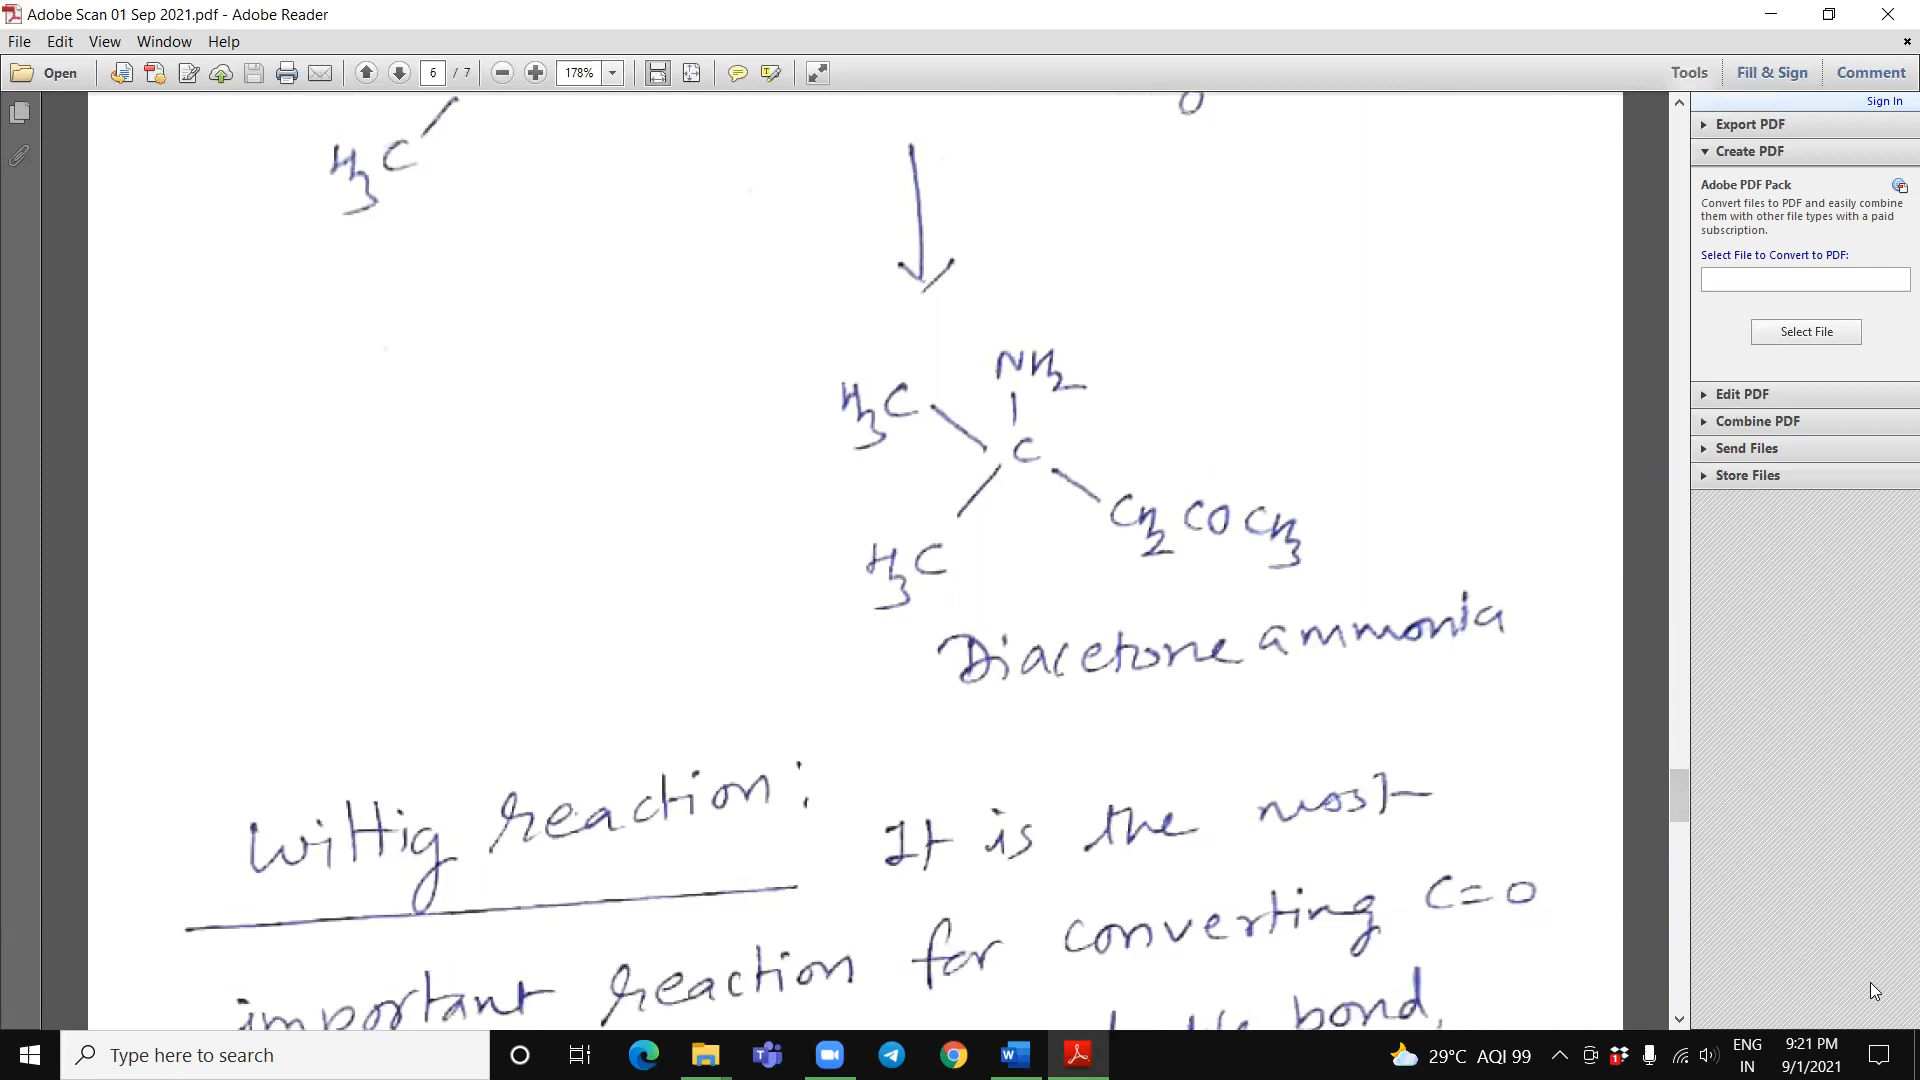 Adobe Scan 01 Sep 2021.pdf - Adobe Reader
File Edit View Window Help
Open 6 / 7 178% Tools Fill & Sign Comment
Sign In
Export PDF
Create PDF
Adobe PDF Pack
Convert files to PDF and easily combine
them with other file types with a paid
subscription.
Select File to Convert to PDF:
Select File
Edit PDF
Combine PDF
Send Files
Store Files
O
H3C
NH2
H3C
C
CH2 CO CH3
H3C
Diacetone ammonia
Wittig reaction: It is the most
important reaction for converting C=O
bond,
Type here to search
29°C AQI 99
ENG
IN
9:21 PM
9/1/2021